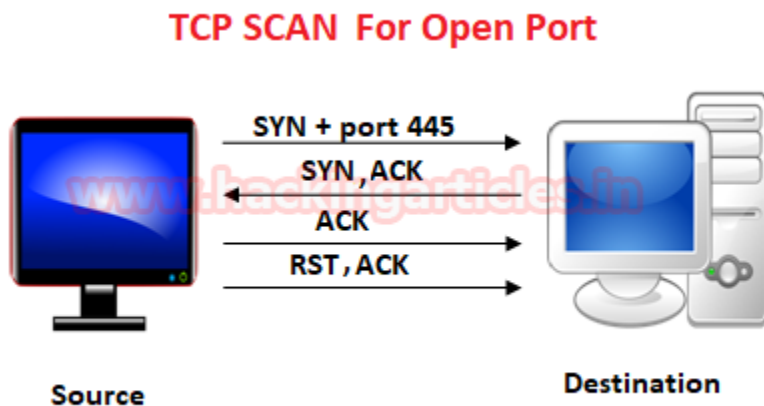 TCP SCAN For Open Port
SYN + port 445
SYN,ACK
www.hackingarticles.in
ACK
RST,ACK
Source
Destination